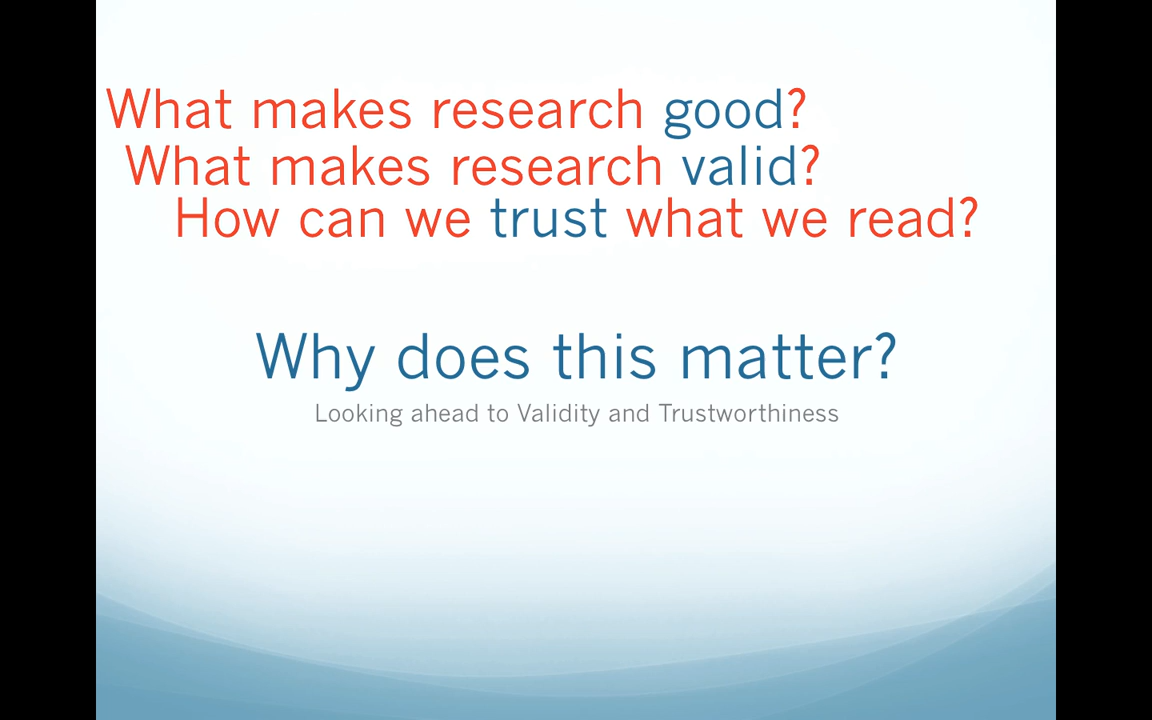 What makes research good?
What makes research valid?
How can we trust what we read?
Why does this matter?
Looking ahead to Validity and Trustworthiness